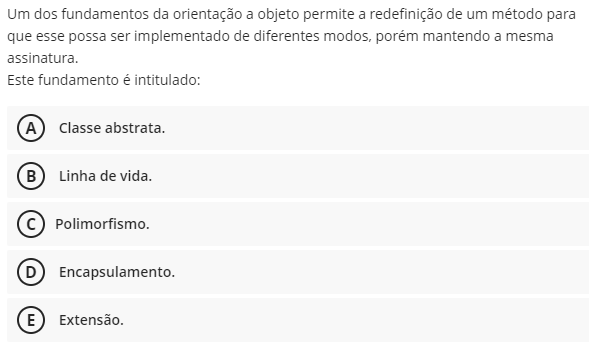 Um dos fundamentos da orientação a objeto permite a redefinição de um método para
que esse possa ser implementado de diferentes modos, porém mantendo a mesma
assinatura.
Este fundamento é intitulado:
A Classe abstrata.
B Linha de vida.
C Polimorfismo.
D Encapsulamento.
E Extensão.